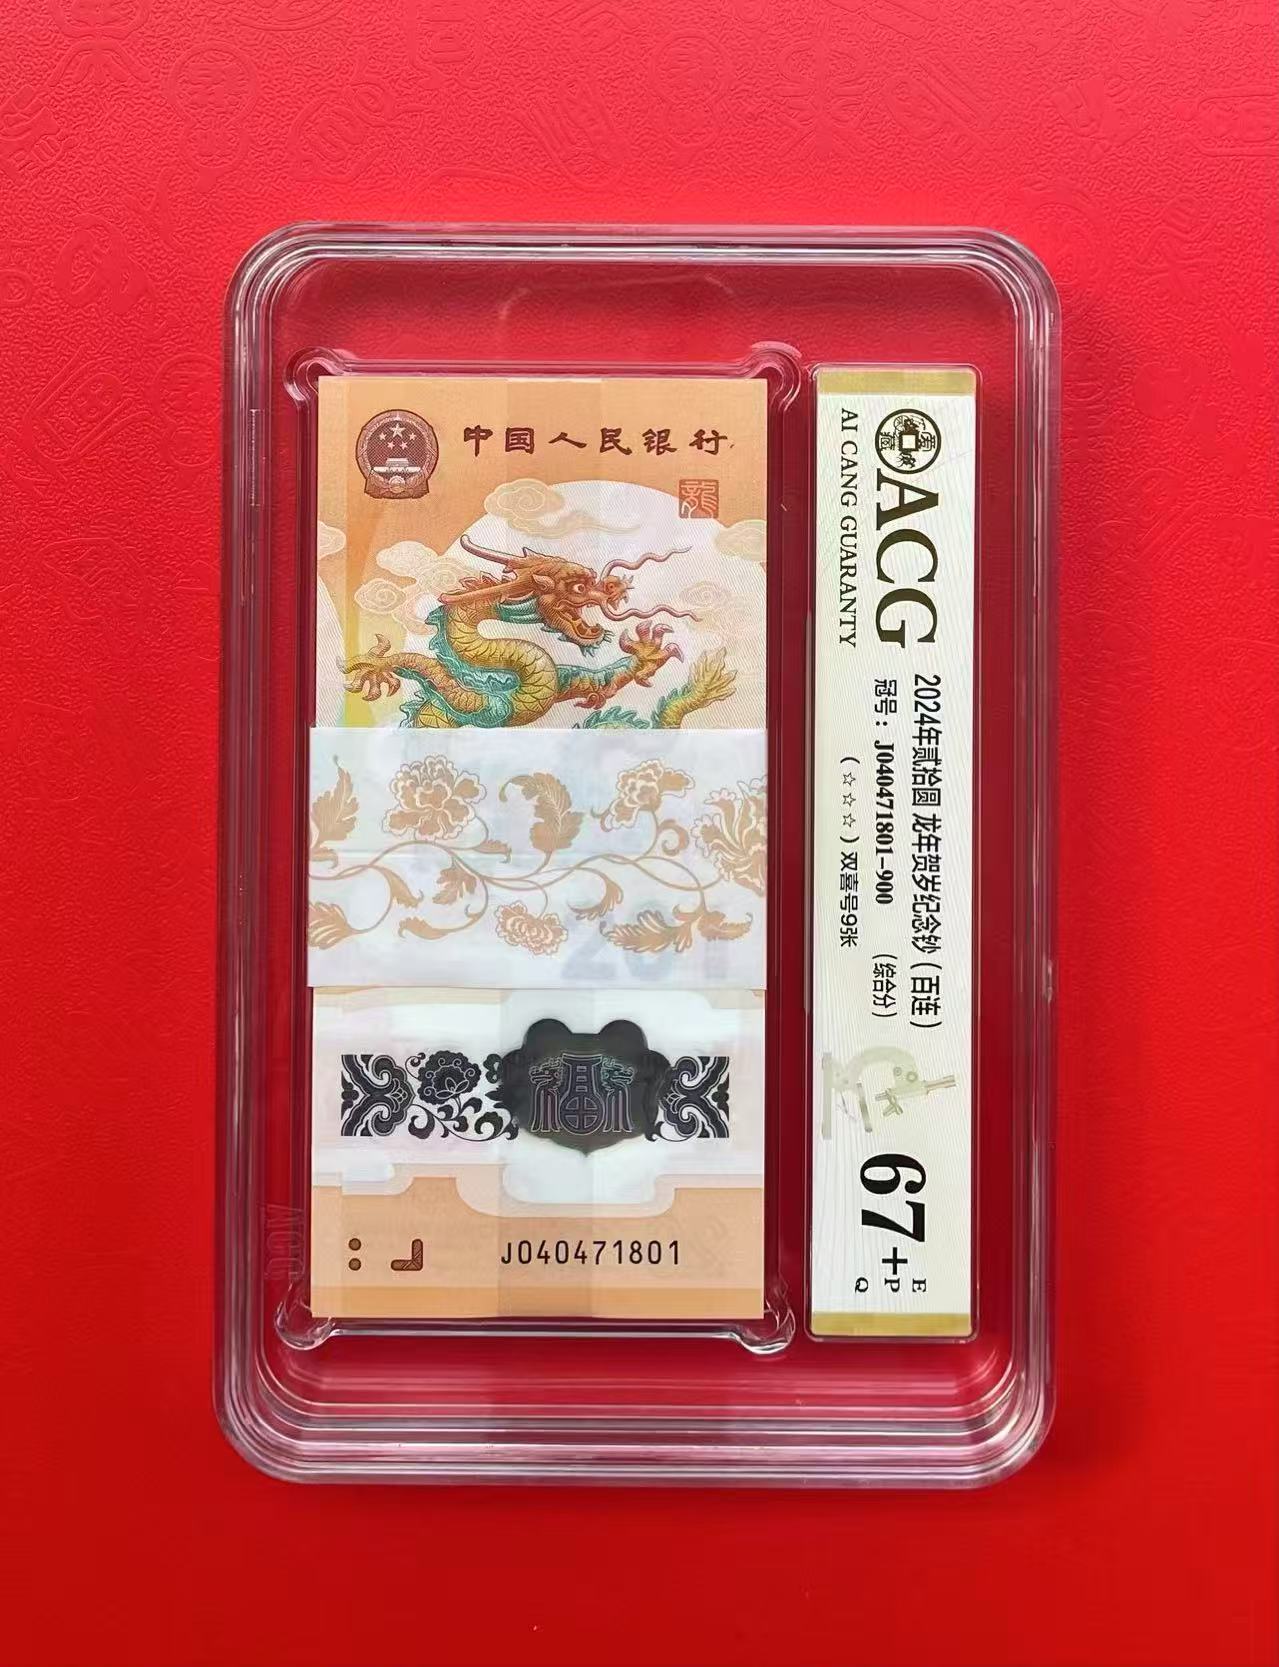 中国人民银行
龍
J040471801
ACG
AI CANG GUARANTY
2024年贰拾圆 龙年贺岁纪念钞（百连）
冠号：J040471801-900 （综合分）
（☆☆☆）双喜号9张
67+
E
P
Q
ACG